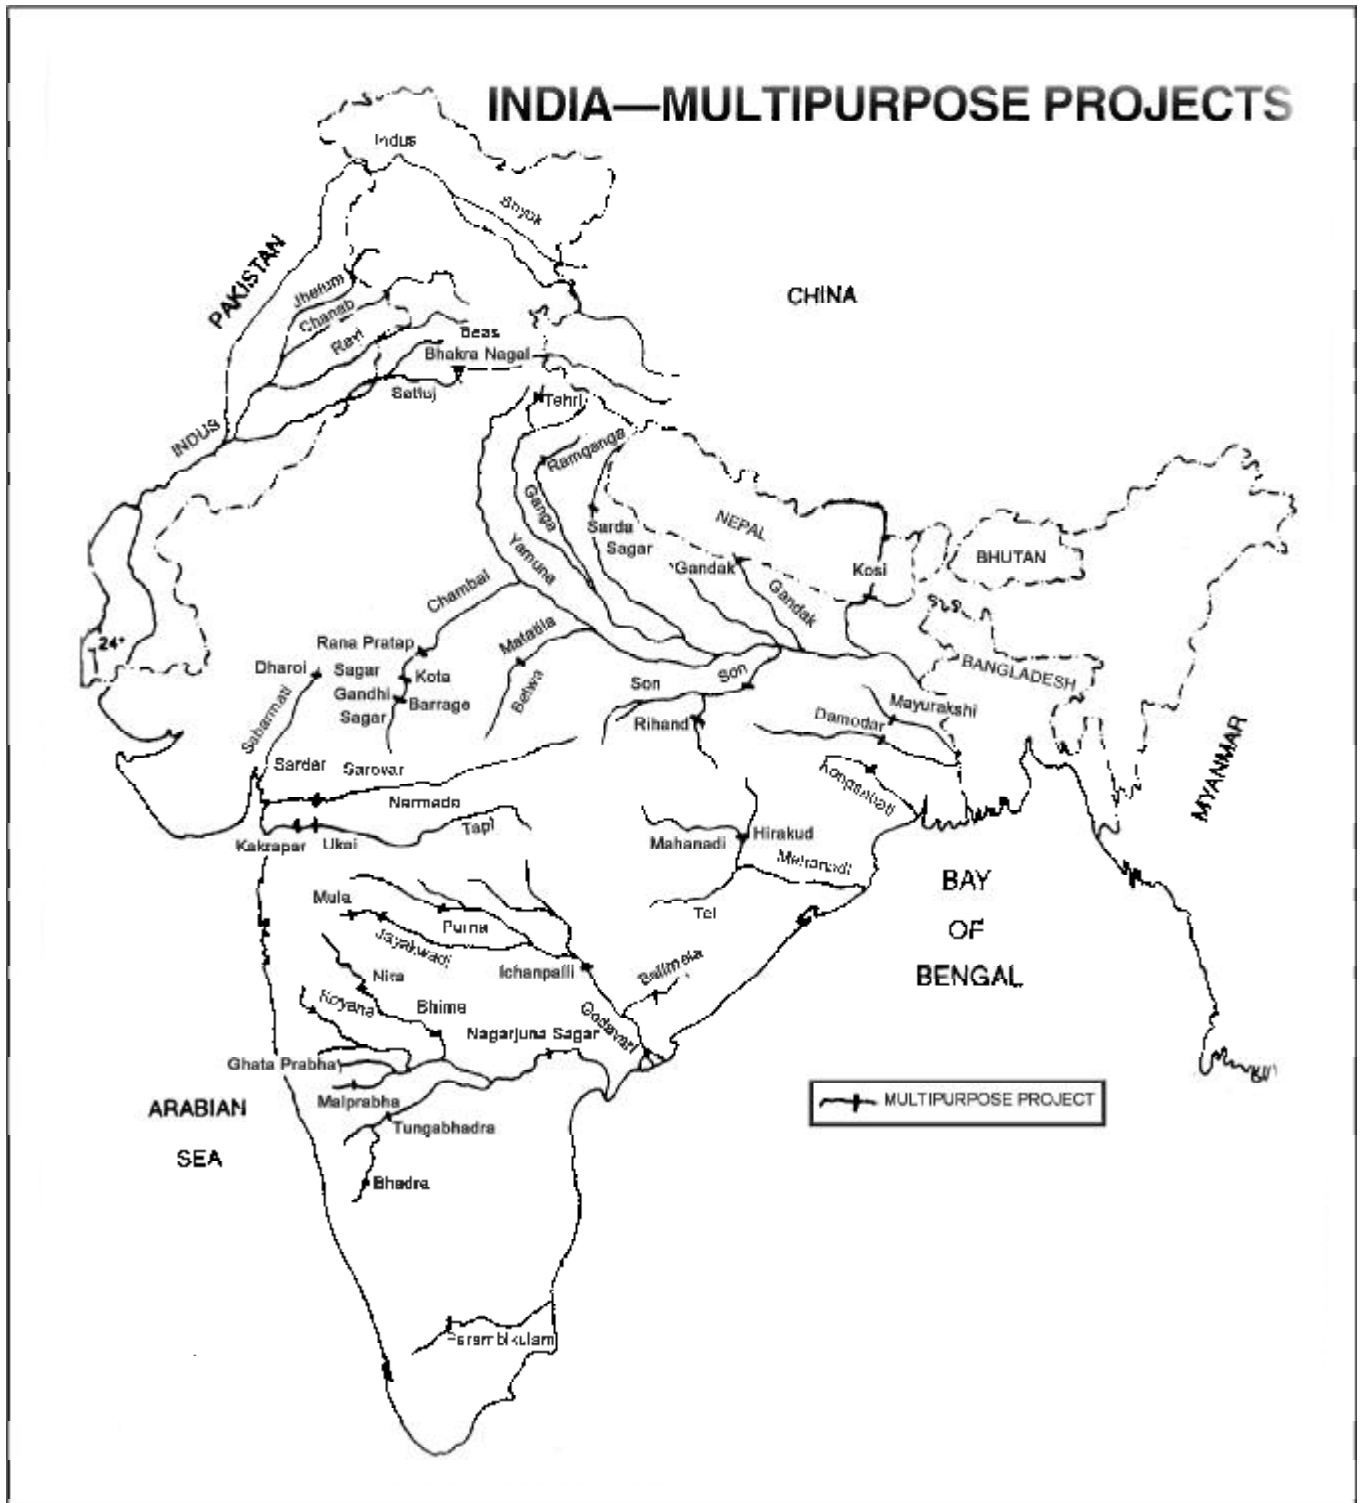 INDIA—MULTIPURPOSE PROJECTS
Indus
Shyok
PAKISTAN
CHINA
Jhelum
Chanab
Ravi
Beas
Bhakra Nagal
Satluj
Tehri
INDUS
Ramganga
Ganga
Sarda
Sagar
NEPAL
Yamuna
Gandak
Gandak
Kosi
BHUTAN
Chambal
24°
Rana Pratap
Sagar
Matatila
Dharoi
Kota
Barrage
Gandhi
Sagar
Betwa
Son
Son
BANGLADESH
Sabarmati
Rihand
Mayurakshi
Damodar
MYANMAR
Sardar
Sarovar
Narmada
Kongsabati
Kakrapar
Ukai
Tapi
Mahanadi
Hirakud
Mahanadi
BAY
OF
BENGAL
Mula
Purna
Tel
Jayakwadi
Ichanpalli
Balimela
Nira
Koyana
Bhima
Godavari
Nagarjuna Sagar
Ghata Prabha
ARABIAN
SEA
Malprabha
MULTIPURPOSE PROJECT
Tungabhadra
Bhadra
Parambikulam